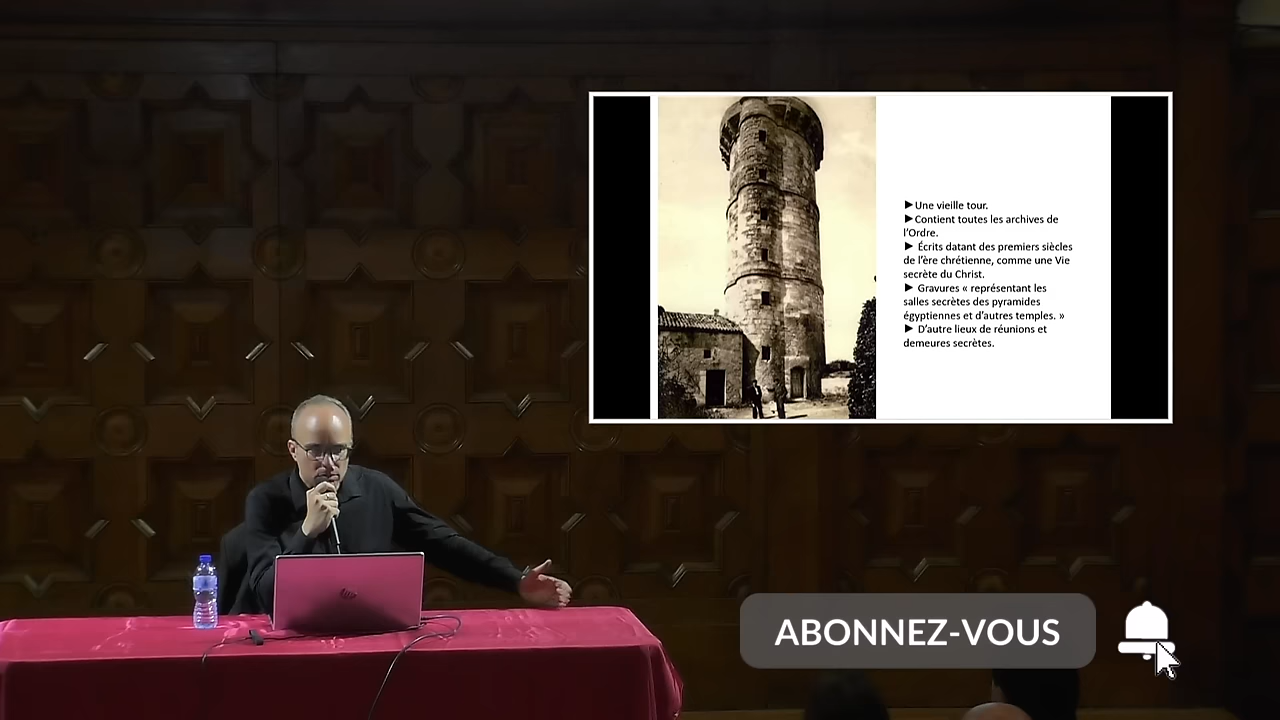 ►Une vieille tour.
►Contient toutes les archives de
l'Ordre.
► Écrits datant des premiers siècles
de l'ère chrétienne, comme une Vie
secrète du Christ.
► Gravures « représentant les
salles secrètes des pyramides
égyptiennes et d'autres temples. »
► D'autre lieux de réunions et
demeures secrètes.
ABONNEZ-VOUS